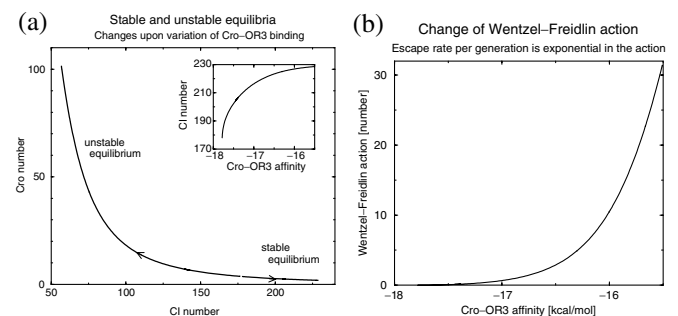 (a)
Stable and unstable equilibria
Changes upon variation of Cro–OR3 binding
100
50
0
Cro number
50
100
150
200
CI number
unstable
equilibrium
stable
equilibrium
230
210
190
170
CI number
−18
−17
−16
Cro–OR3 affinity
(b)
Change of Wentzel–Freidlin action
Escape rate per generation is exponential in the action
30
20
10
0
Wentzel–Freidlin action [number]
−18
−17
−16
Cro–OR3 affinity [kcal/mol]